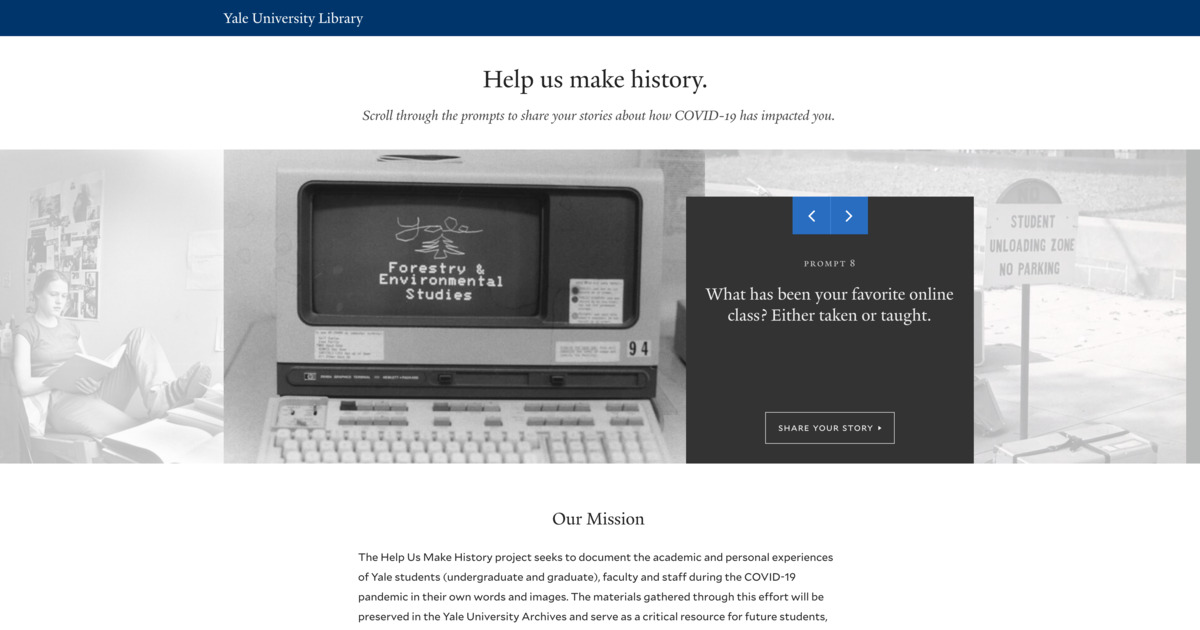 Yale University Library
Help us make history.
Scroll through the prompts to share your stories about how COVID-19 has impacted you.
Yale
Forestry &
Environmental
Studies
94
PROMPT 8
What has been your favorite online
class? Either taken or taught.
SHARE YOUR STORY
STUDENT
UNLOADING ZONE
NO PARKING
Our Mission
The Help Us Make History project seeks to document the academic and personal experiences
of Yale students (undergraduate and graduate), faculty and staff during the COVID-19
pandemic in their own words and images. The materials gathered through this effort will be
preserved in the Yale University Archives and serve as a critical resource for future students,